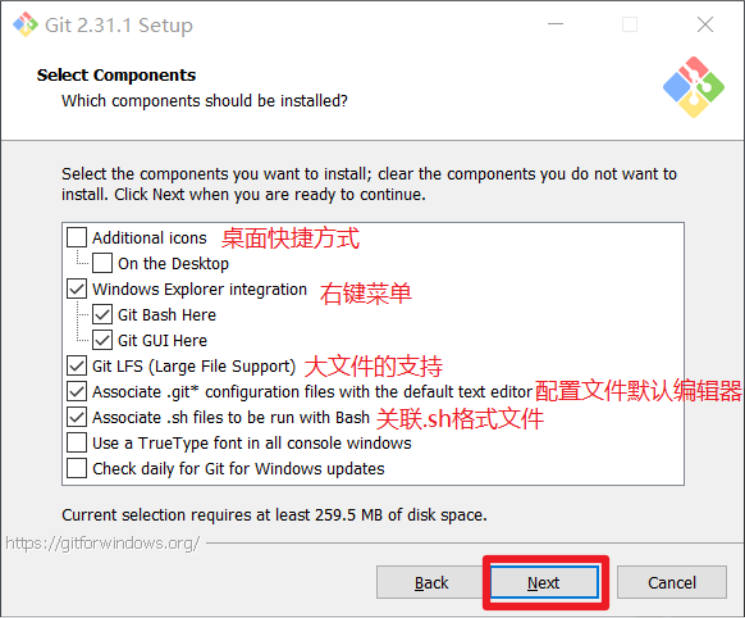 Git 2.31.1 Setup
Select Components
Which components should be installed?
Select the components you want to install; clear the components you do not want to
install. Click Next when you are ready to continue.
Additional icons 桌面快捷方式
On the Desktop
Windows Explorer integration 右键菜单
Git Bash Here
Git GUI Here
Git LFS (Large File Support) 大文件的支持
Associate .git* configuration files with the default text editor 配置文件默认编辑器
Associate .sh files to be run with Bash 关联.sh格式文件
Use a TrueType font in all console windows
Check daily for Git for Windows updates
Current selection requires at least 259.5 MB of disk space.
https://gitforwindows.org/
Back Next Cancel